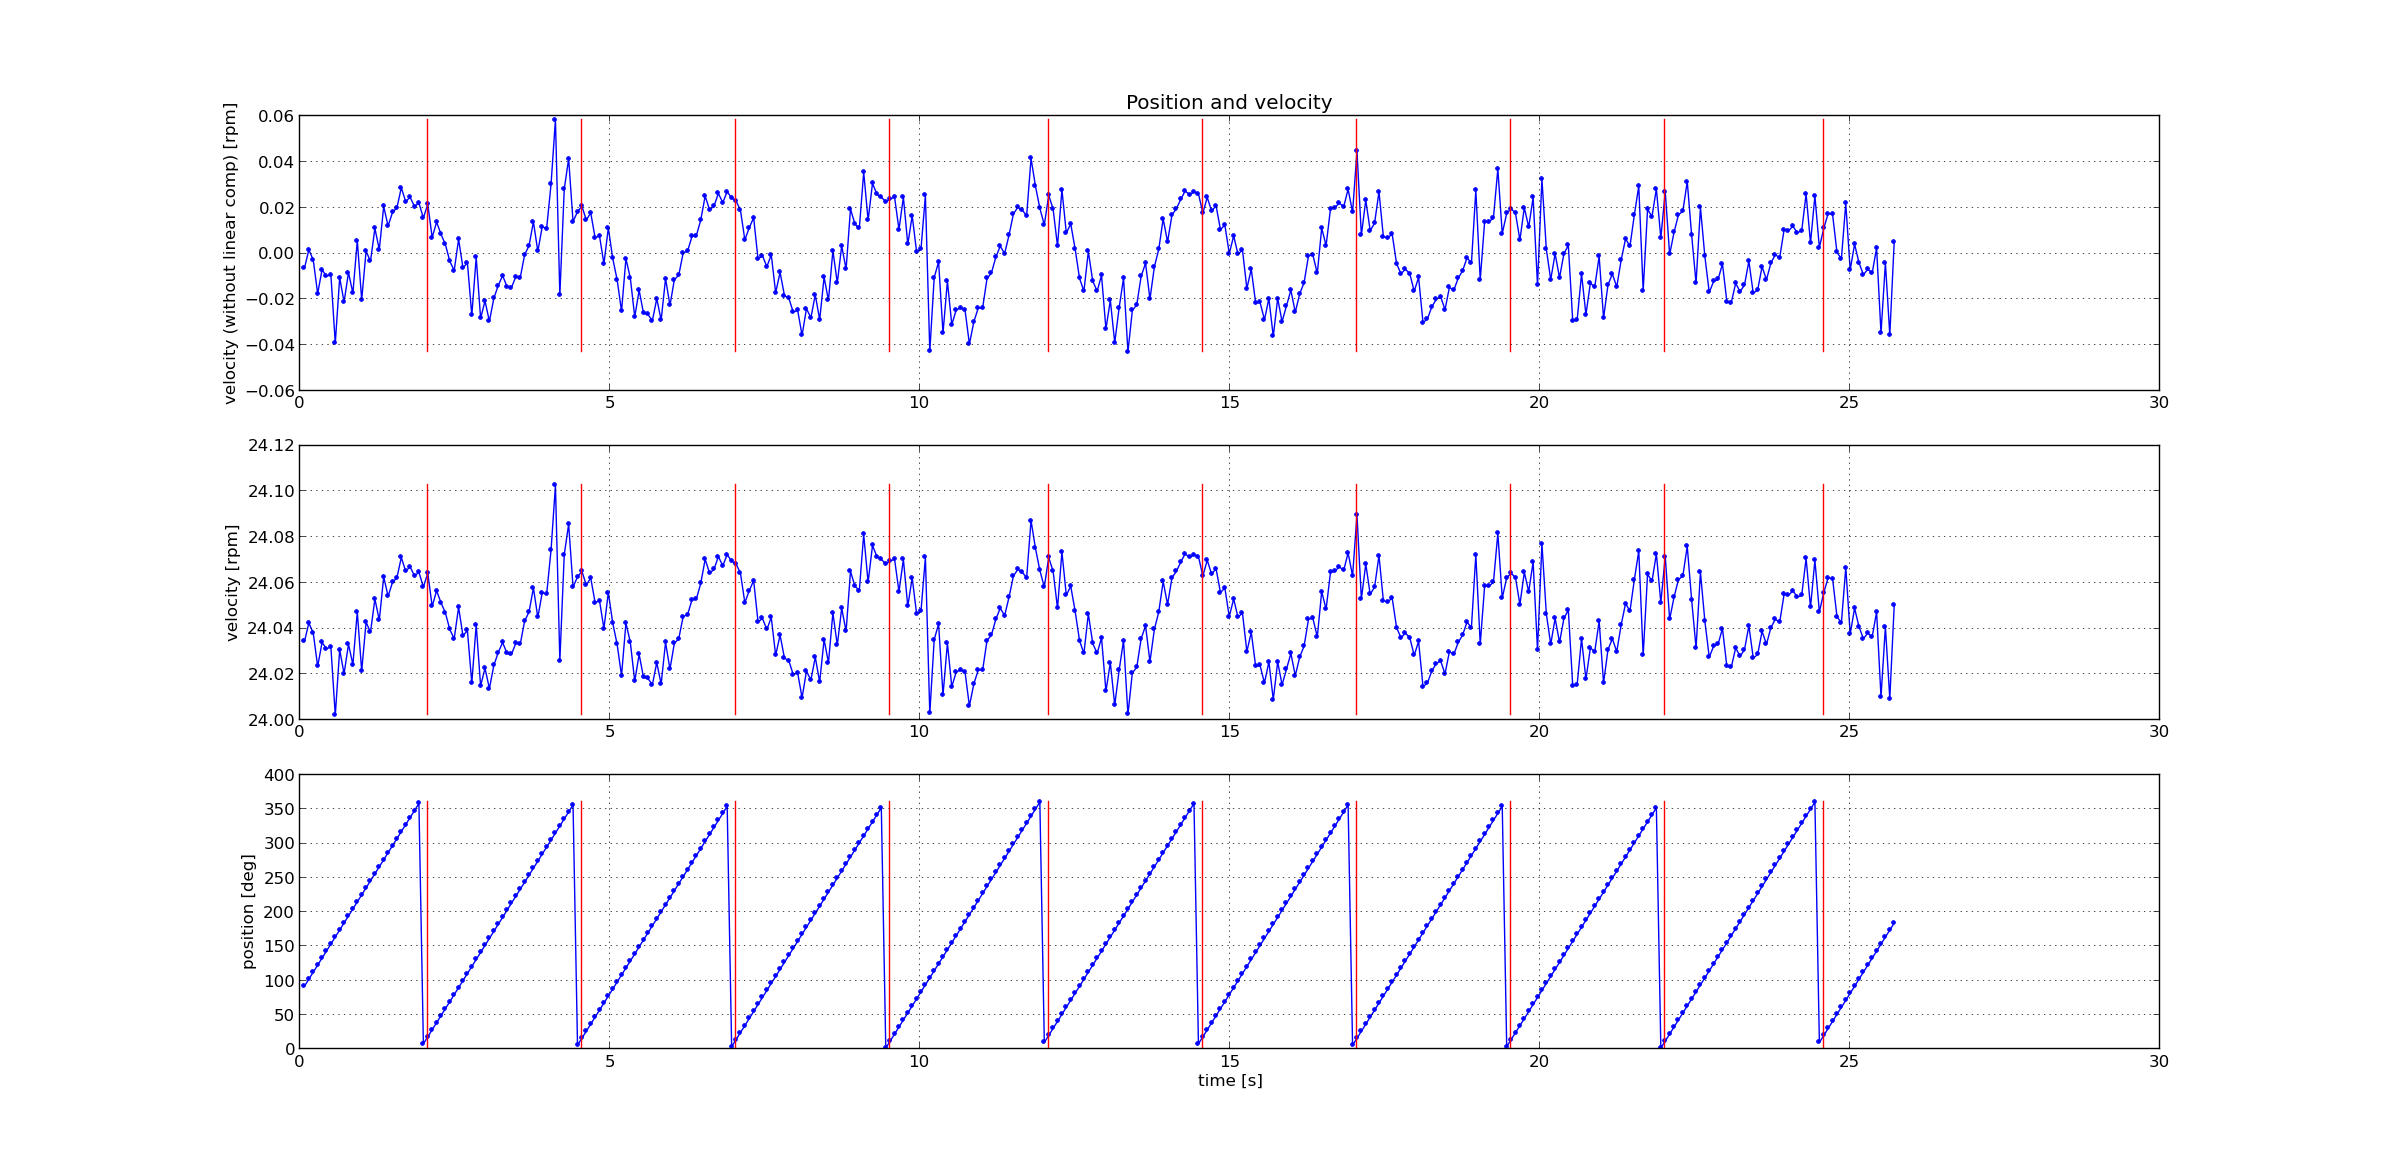 Position and velocity
velocity (without linear comp) [rpm]
0.06
0.04
0.02
0.00
−0.02
−0.04
−0.06
0 5 10 15 20 25 30
velocity [rpm]
24.12
24.10
24.08
24.06
24.04
24.02
24.00
0 5 10 15 20 25 30
position [deg]
400
350
300
250
200
150
100
50
0
0 5 10 15 20 25 30
time [s]